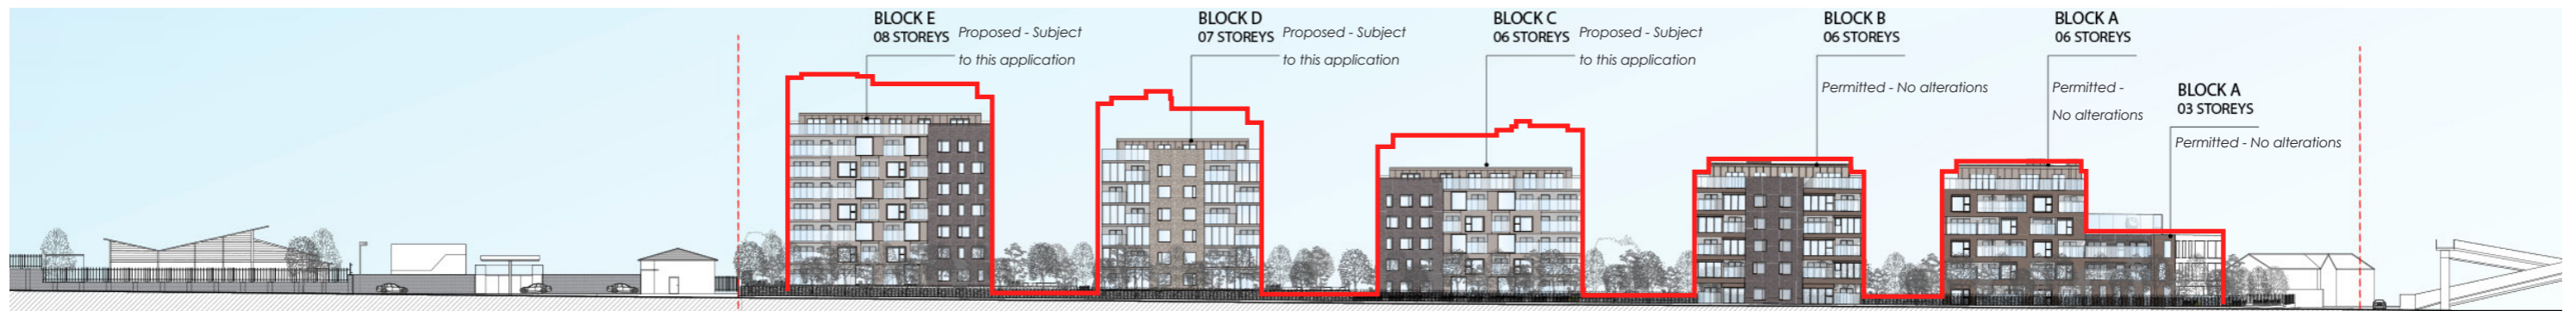 BLOCK E
08 STOREYS
Proposed - Subject
to this application
BLOCK D
07 STOREYS
Proposed - Subject
to this application
BLOCK C
06 STOREYS
Proposed - Subject
to this application
BLOCK B
06 STOREYS
Permitted - No alterations
BLOCK A
06 STOREYS
Permitted -
No alterations
BLOCK A
03 STOREYS
Permitted - No alterations